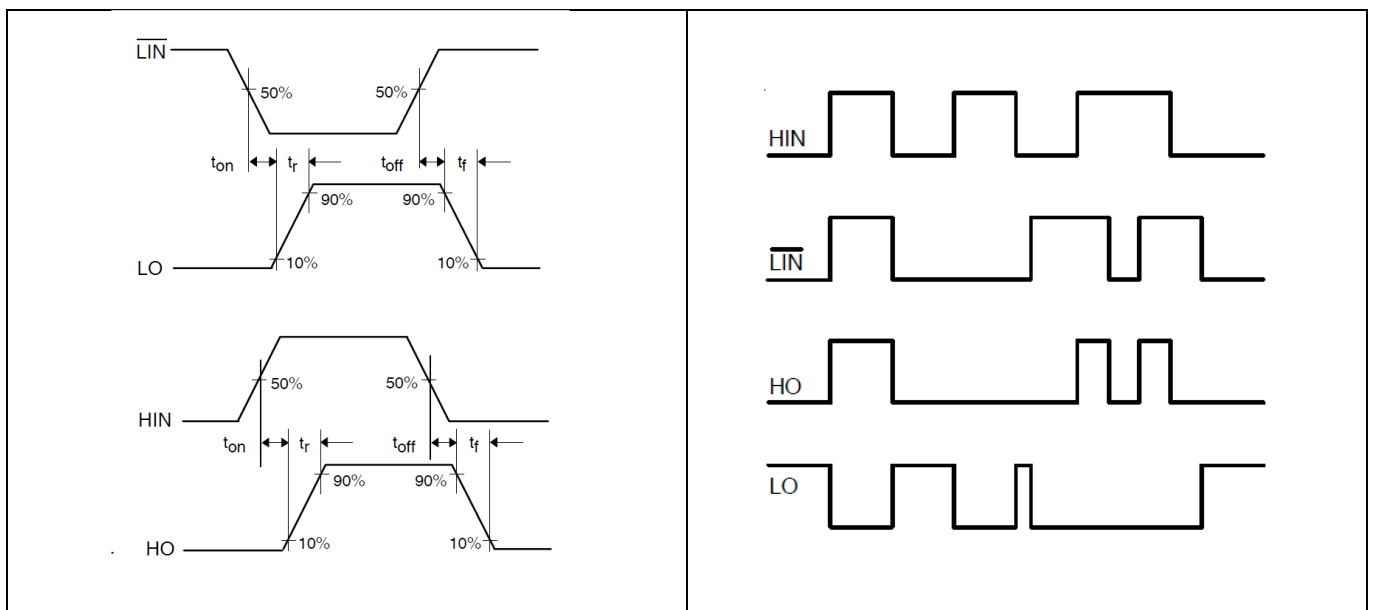 LIN
50% 50%
ton tr toff tf
90% 90%
LO 10% 10%
50% 50%
HIN
ton tr toff tf
90% 90%
HO 10% 10%
HIN
LIN
HO
LO